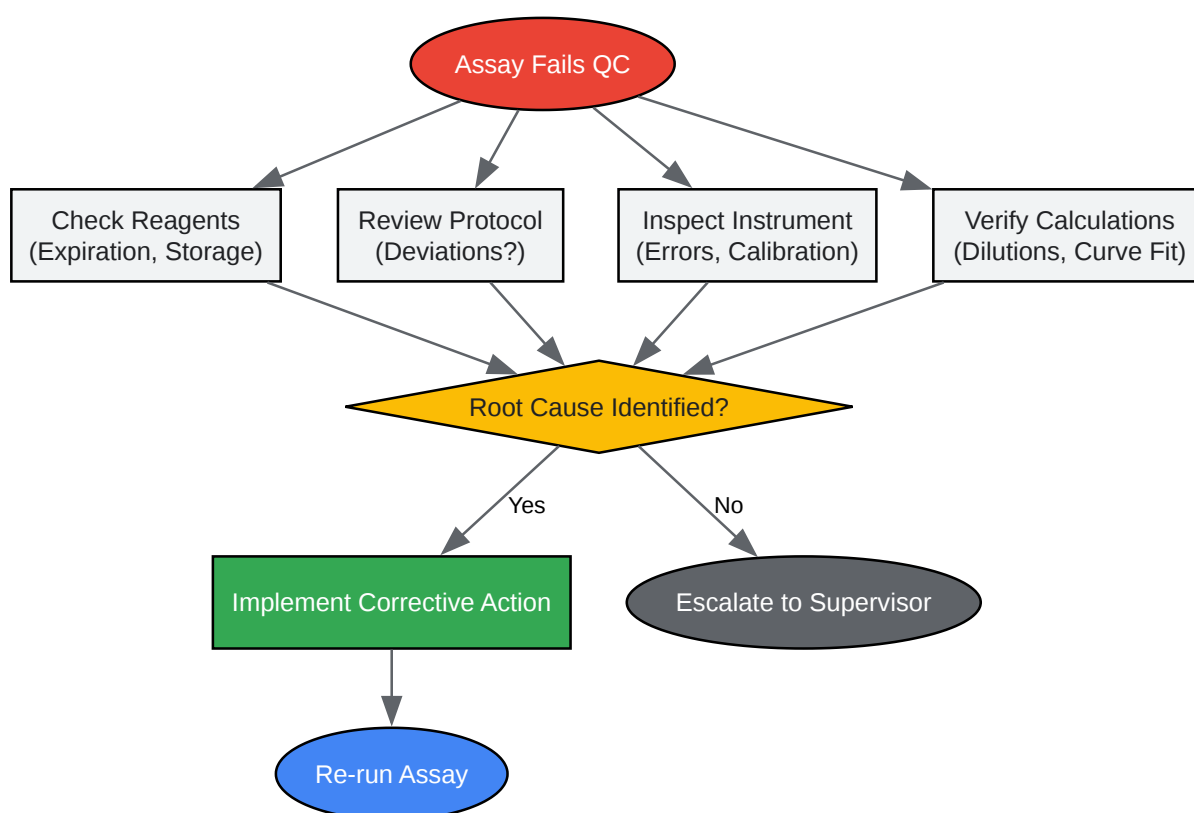 Assay Fails QC
Check Reagents
(Expiration, Storage)
Review Protocol
(Deviations?)
Inspect Instrument
(Errors, Calibration)
Verify Calculations
(Dilutions, Curve Fit)
Root Cause Identified?
Yes
No
Implement Corrective Action
Escalate to Supervisor
Re-run Assay